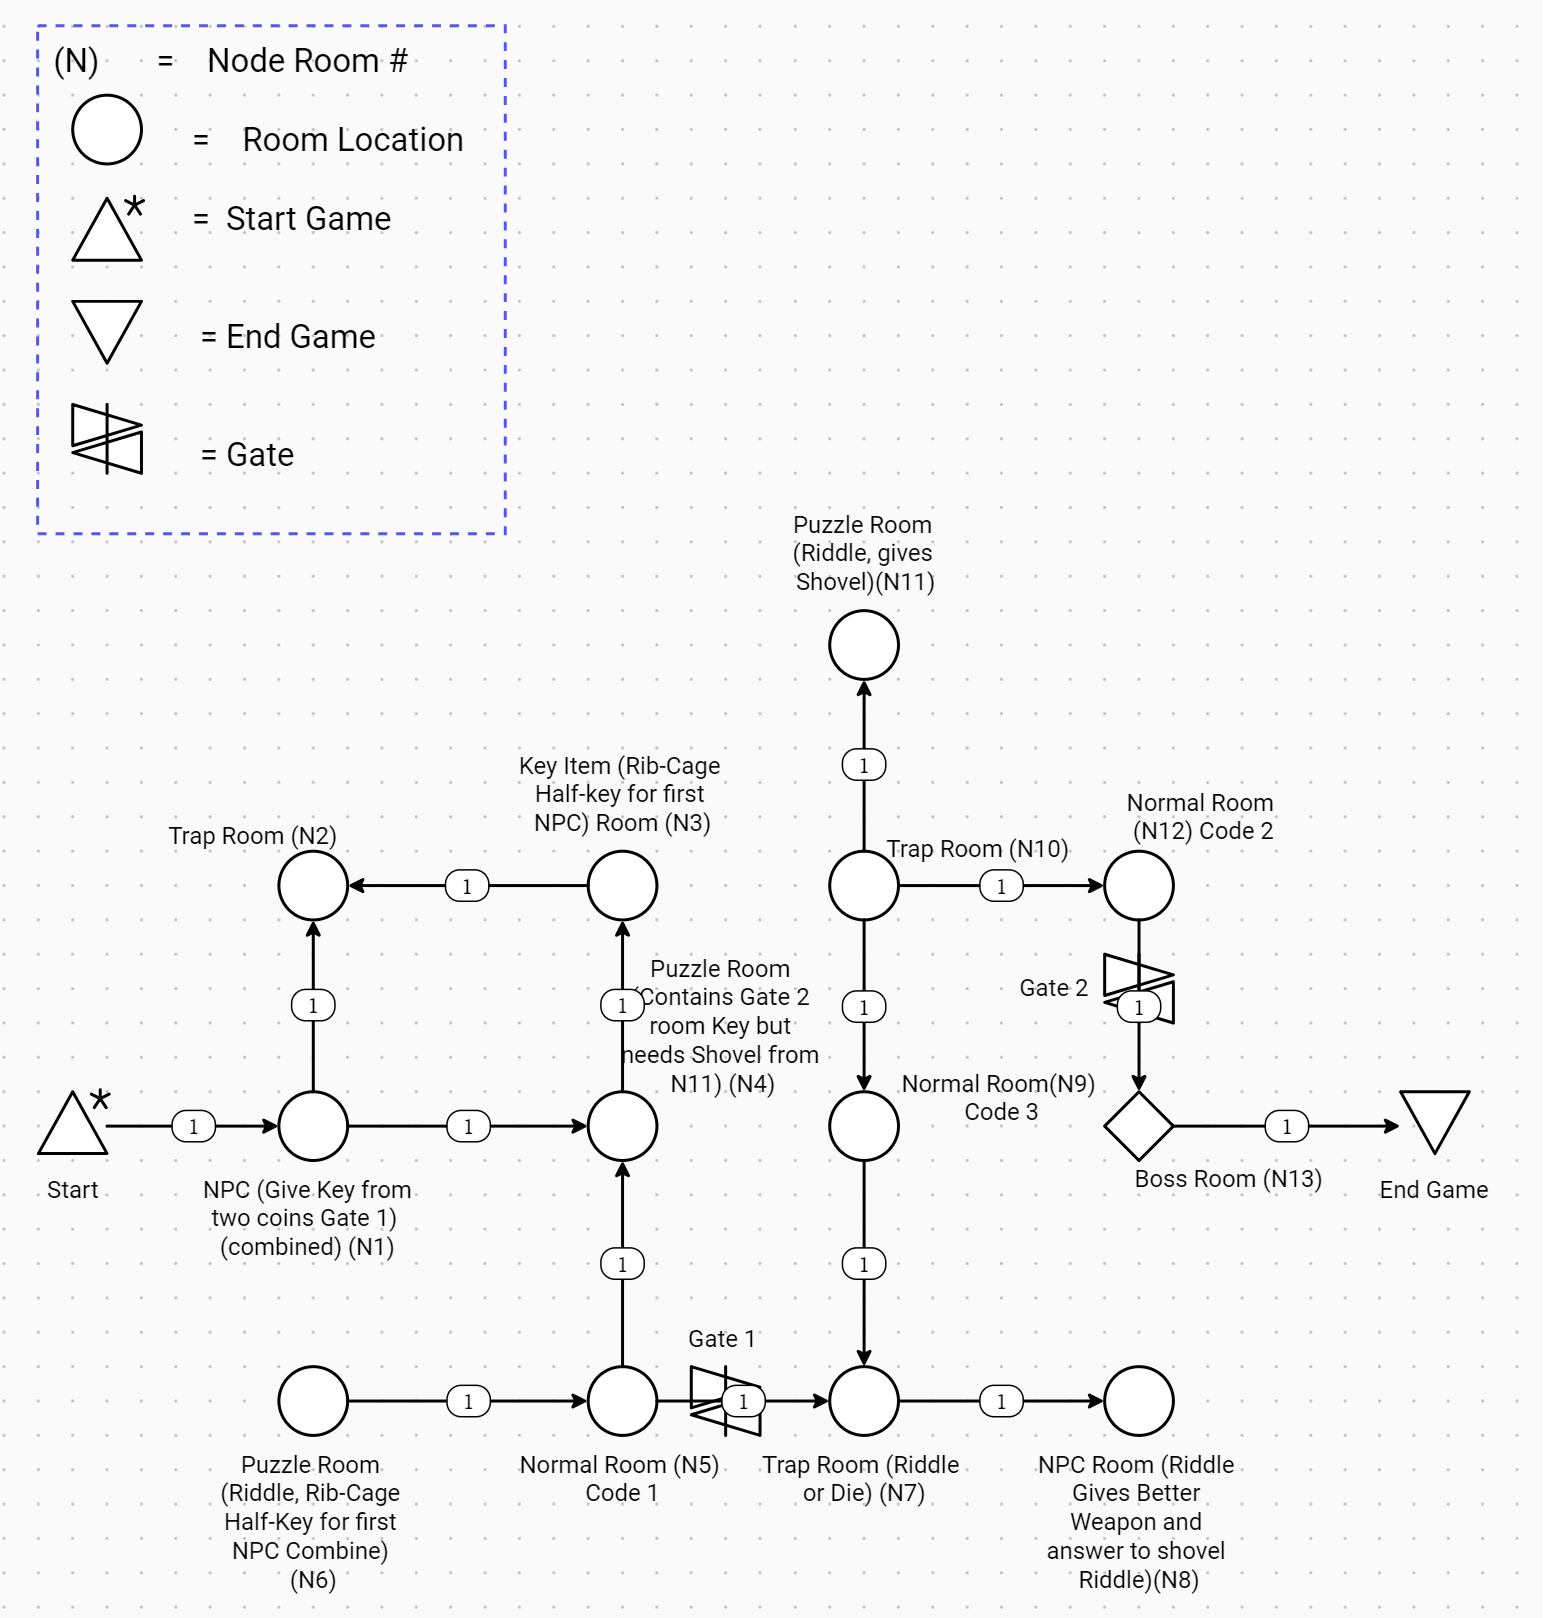 (N) = Node Room #
= Room Location
* = Start Game
= End Game
= Gate
Puzzle Room
(Riddle, gives
Shovel)(N11)
1
Key Item (Rib-Cage
Half-key for first
NPC) Room (N3)
Trap Room (N2)
1
Trap Room (N10)
1
Normal Room
(N12) Code 2
1
1
Puzzle Room
(Contains Gate 2
room Key but
needs Shovel from
N11) (N4)
1
Gate 2
1
*
Start
1
NPC (Give Key from
two coins Gate 1)
(combined) (N1)
1
Normal Room(N9)
Code 3
Boss Room (N13)
1
End Game
1
1
Gate 1
1
1
1
Puzzle Room
(Riddle, Rib-Cage
Half-Key for first
NPC Combine)
(N6)
Normal Room (N5)
Code 1
Trap Room (Riddle
or Die) (N7)
NPC Room (Riddle
Gives Better
Weapon and
answer to shovel
Riddle)(N8)